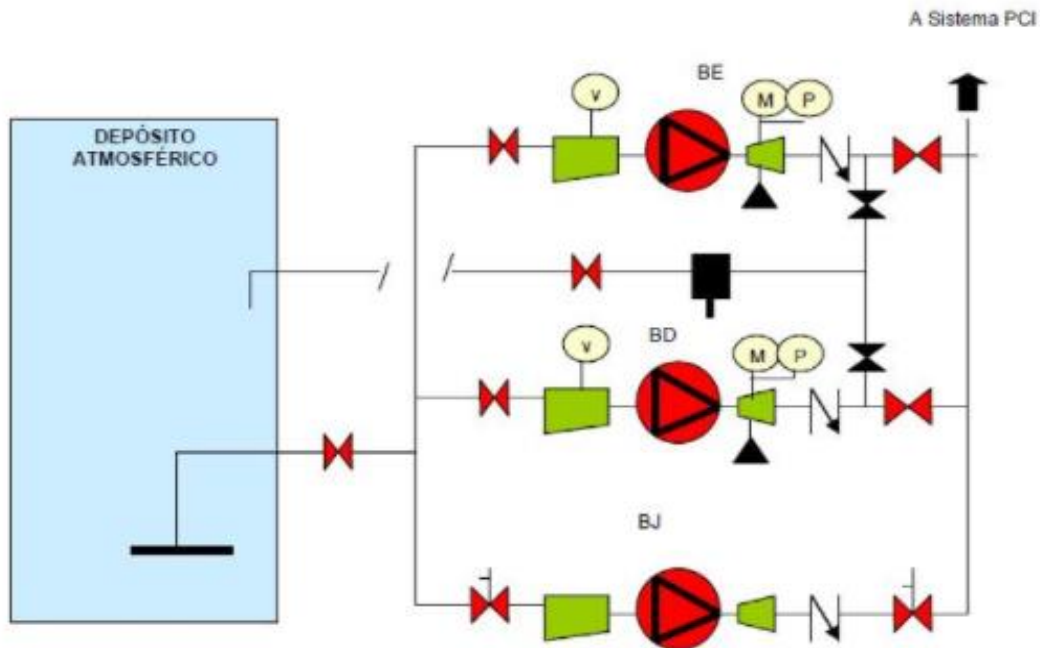 A Sistema PCI
BE
V
M
P
DEPÓSITO
ATMOSFÉRICO
BD
V
M
P
BJ